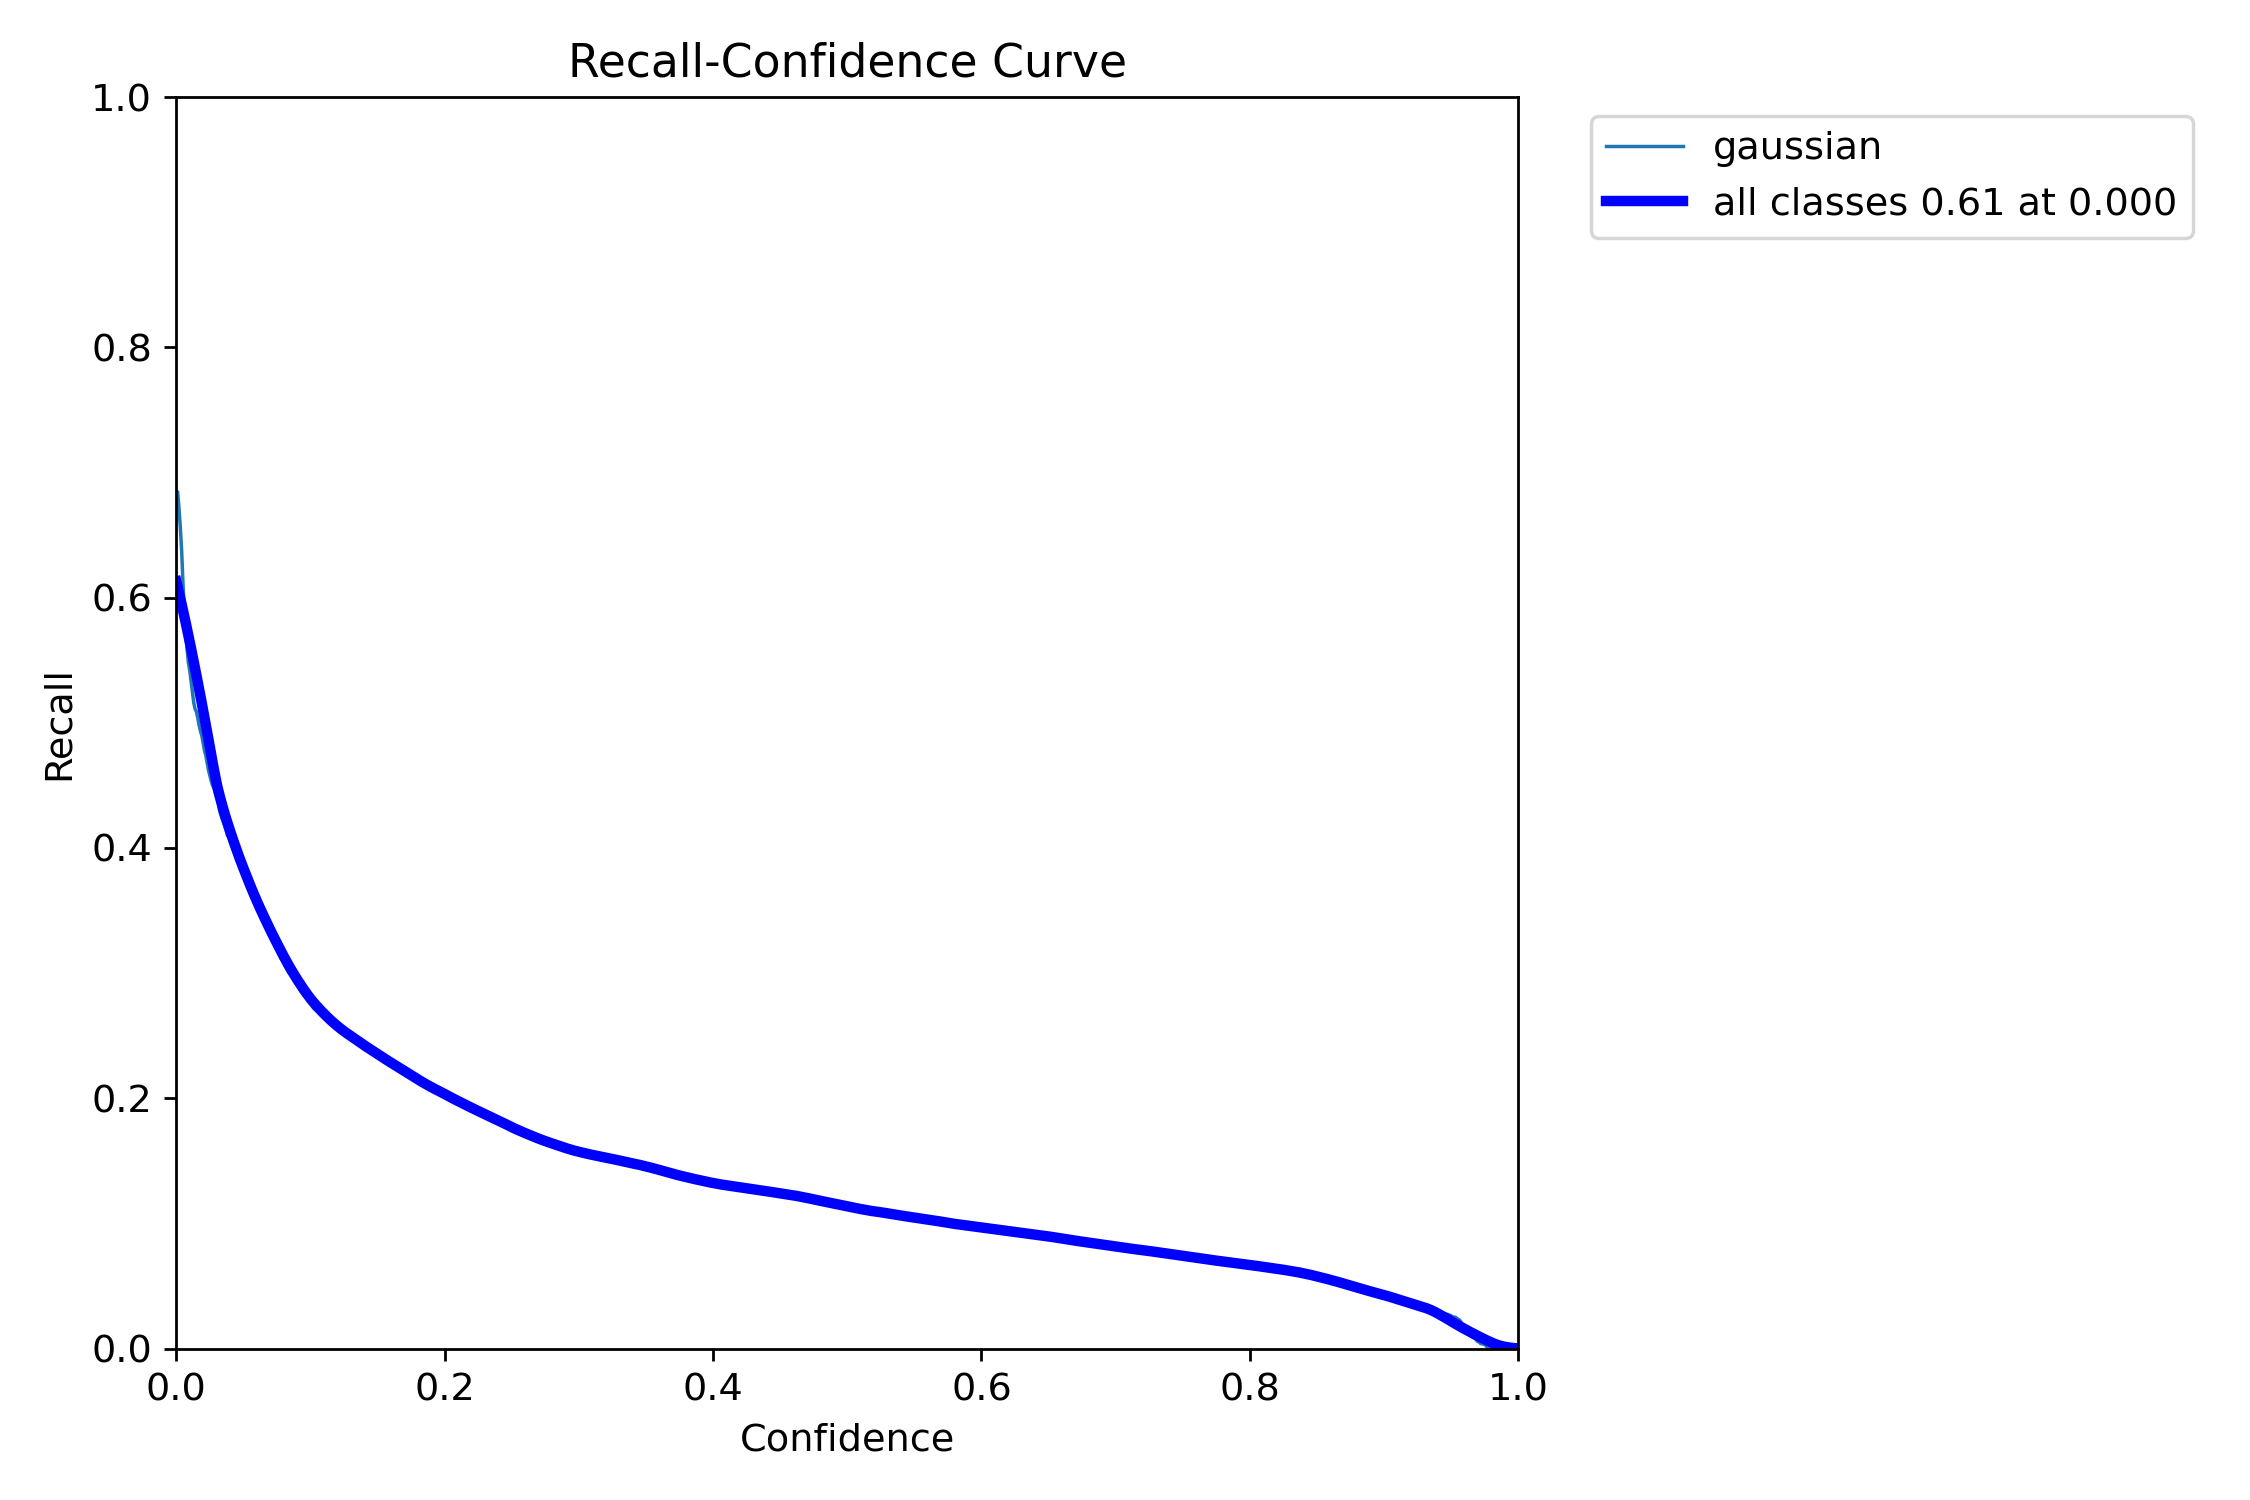 Recall-Confidence Curve
1.0
0.8
0.6
0.4
0.2
0.0
Recall
0.0 0.2 0.4 0.6 0.8 1.0
Confidence
gaussian
all classes 0.61 at 0.000